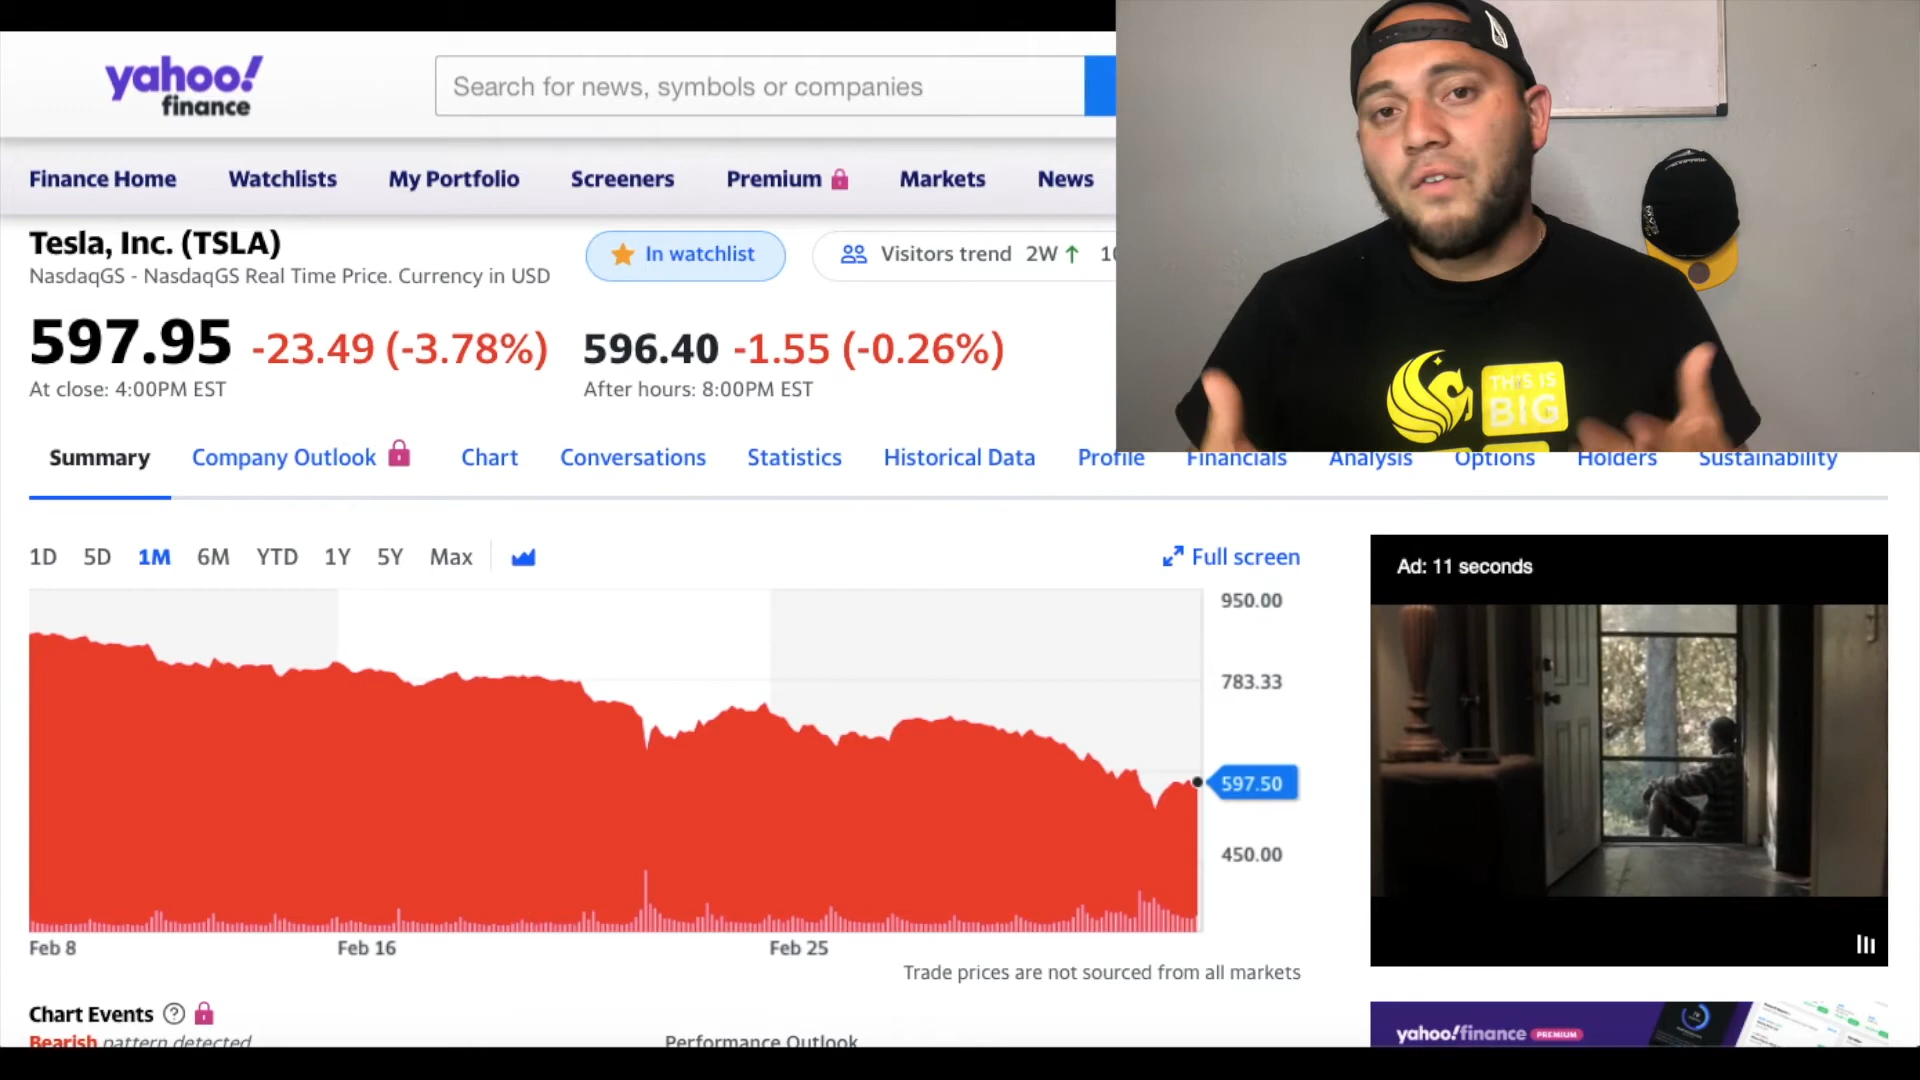 yahoo!
finance
Search for news, symbols or companies
Finance Home Watchlists My Portfolio Screeners Premium Markets News
Tesla, Inc. (TSLA)
NasdaqGS - NasdaqGS Real Time Price. Currency in USD
In watchlist
Visitors trend 2W ↑ 10
597.95 -23.49 (-3.78%)
At close: 4:00PM EST
596.40 -1.55 (-0.26%)
After hours: 8:00PM EST
THIS IS
BIG
Summary Company Outlook Chart Conversations Statistics Historical Data Profile Financials Analysis Options Holders Sustainability
1D 5D 1M 6M YTD 1Y 5Y Max
Full screen
950.00
783.33
597.50
450.00
Feb 8 Feb 16 Feb 25
Trade prices are not sourced from all markets
Ad: 11 seconds
Chart Events ?
Bearish pattern detected
Performance Outlook
yahoo!finance PREMIUM